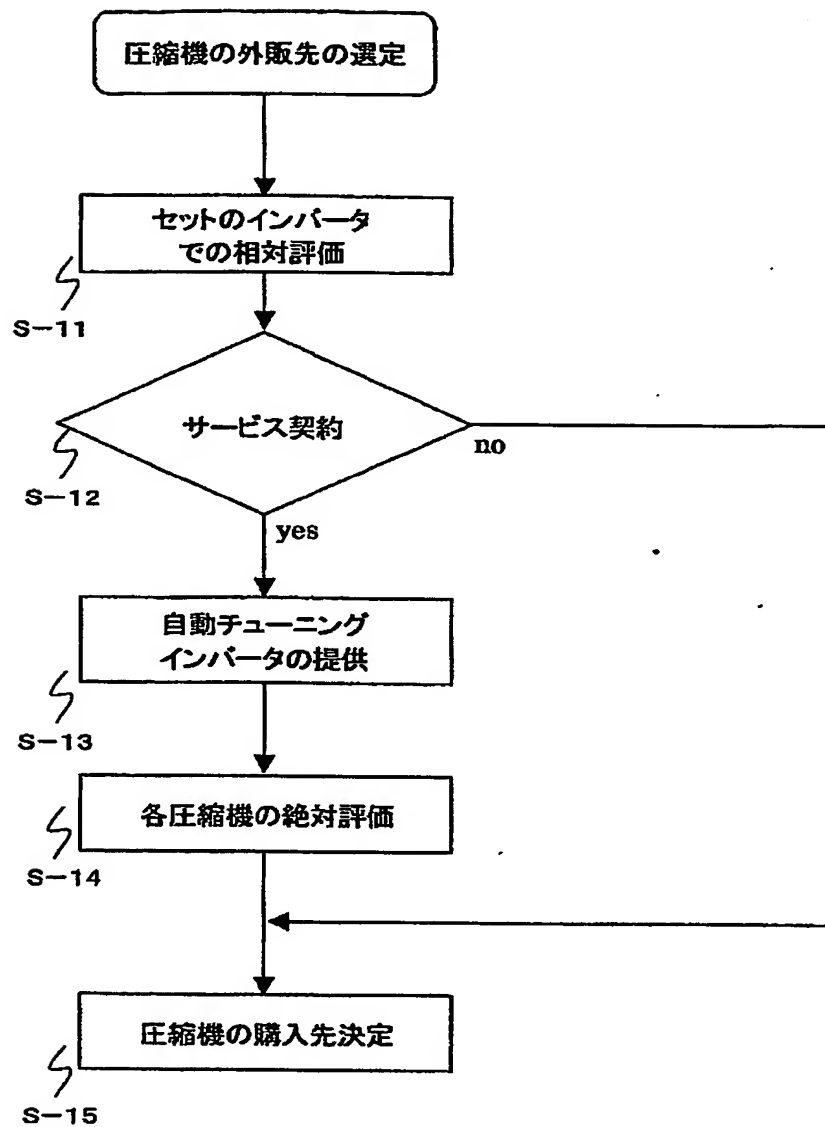 圧縮機の外販先の選定
セットのインバータ
での相対評価
S-11
サービス契約
no
S-12
yes
自動チューニング
インバータの提供
S-13
各圧縮機の絶対評価
S-14
圧縮機の購入先決定
S-15